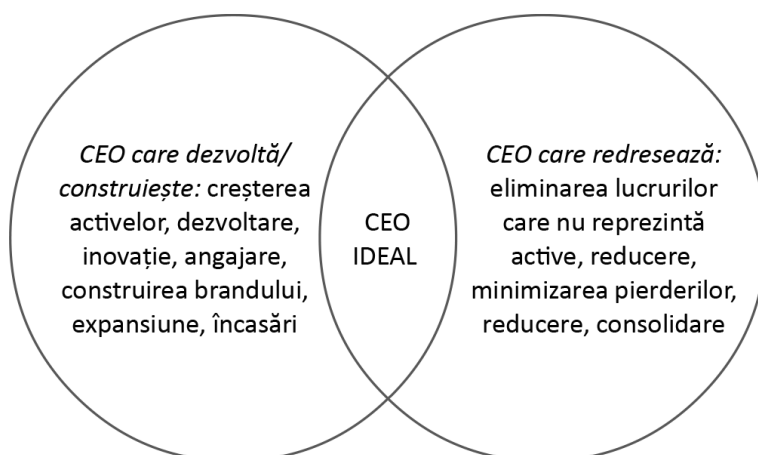 CEO care dezvoltă/
construiește: creșterea
activelor, dezvoltare,
inovație, angajare,
construirea brandului,
expansiune, încasări
CEO
IDEAL
CEO care redresează:
eliminarea lucrurilor
care nu reprezintă
active, reducere,
minimizarea pierderilor,
reducere, consolidare